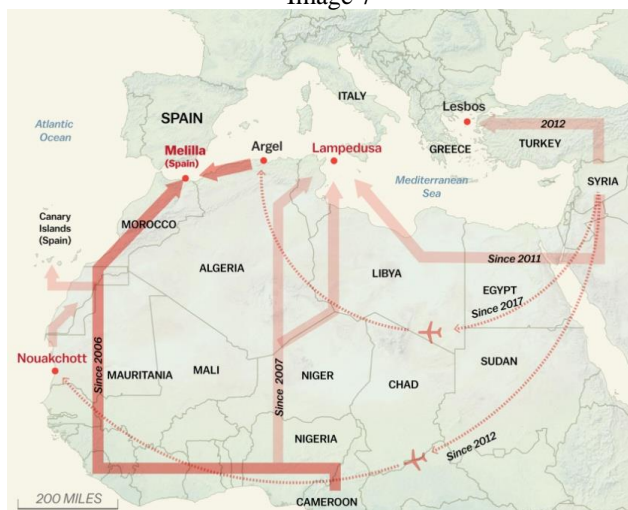 Image 7
SPAIN
ITALY
Lesbos
Atlantic
Ocean
Melilla
(Spain)
Argel
Lampedusa
GREECE
2012
TURKEY
Mediterranean
Sea
SYRIA
Canary
Islands
(Spain)
MOROCCO
ALGERIA
LIBYA
Since 2011
EGYPT
Since 2017
Nouakchott
Since 2006
MAURITANIA
MALI
Since 2007
NIGER
CHAD
SUDAN
NIGERIA
Since 2012
200 MILES
CAMEROON